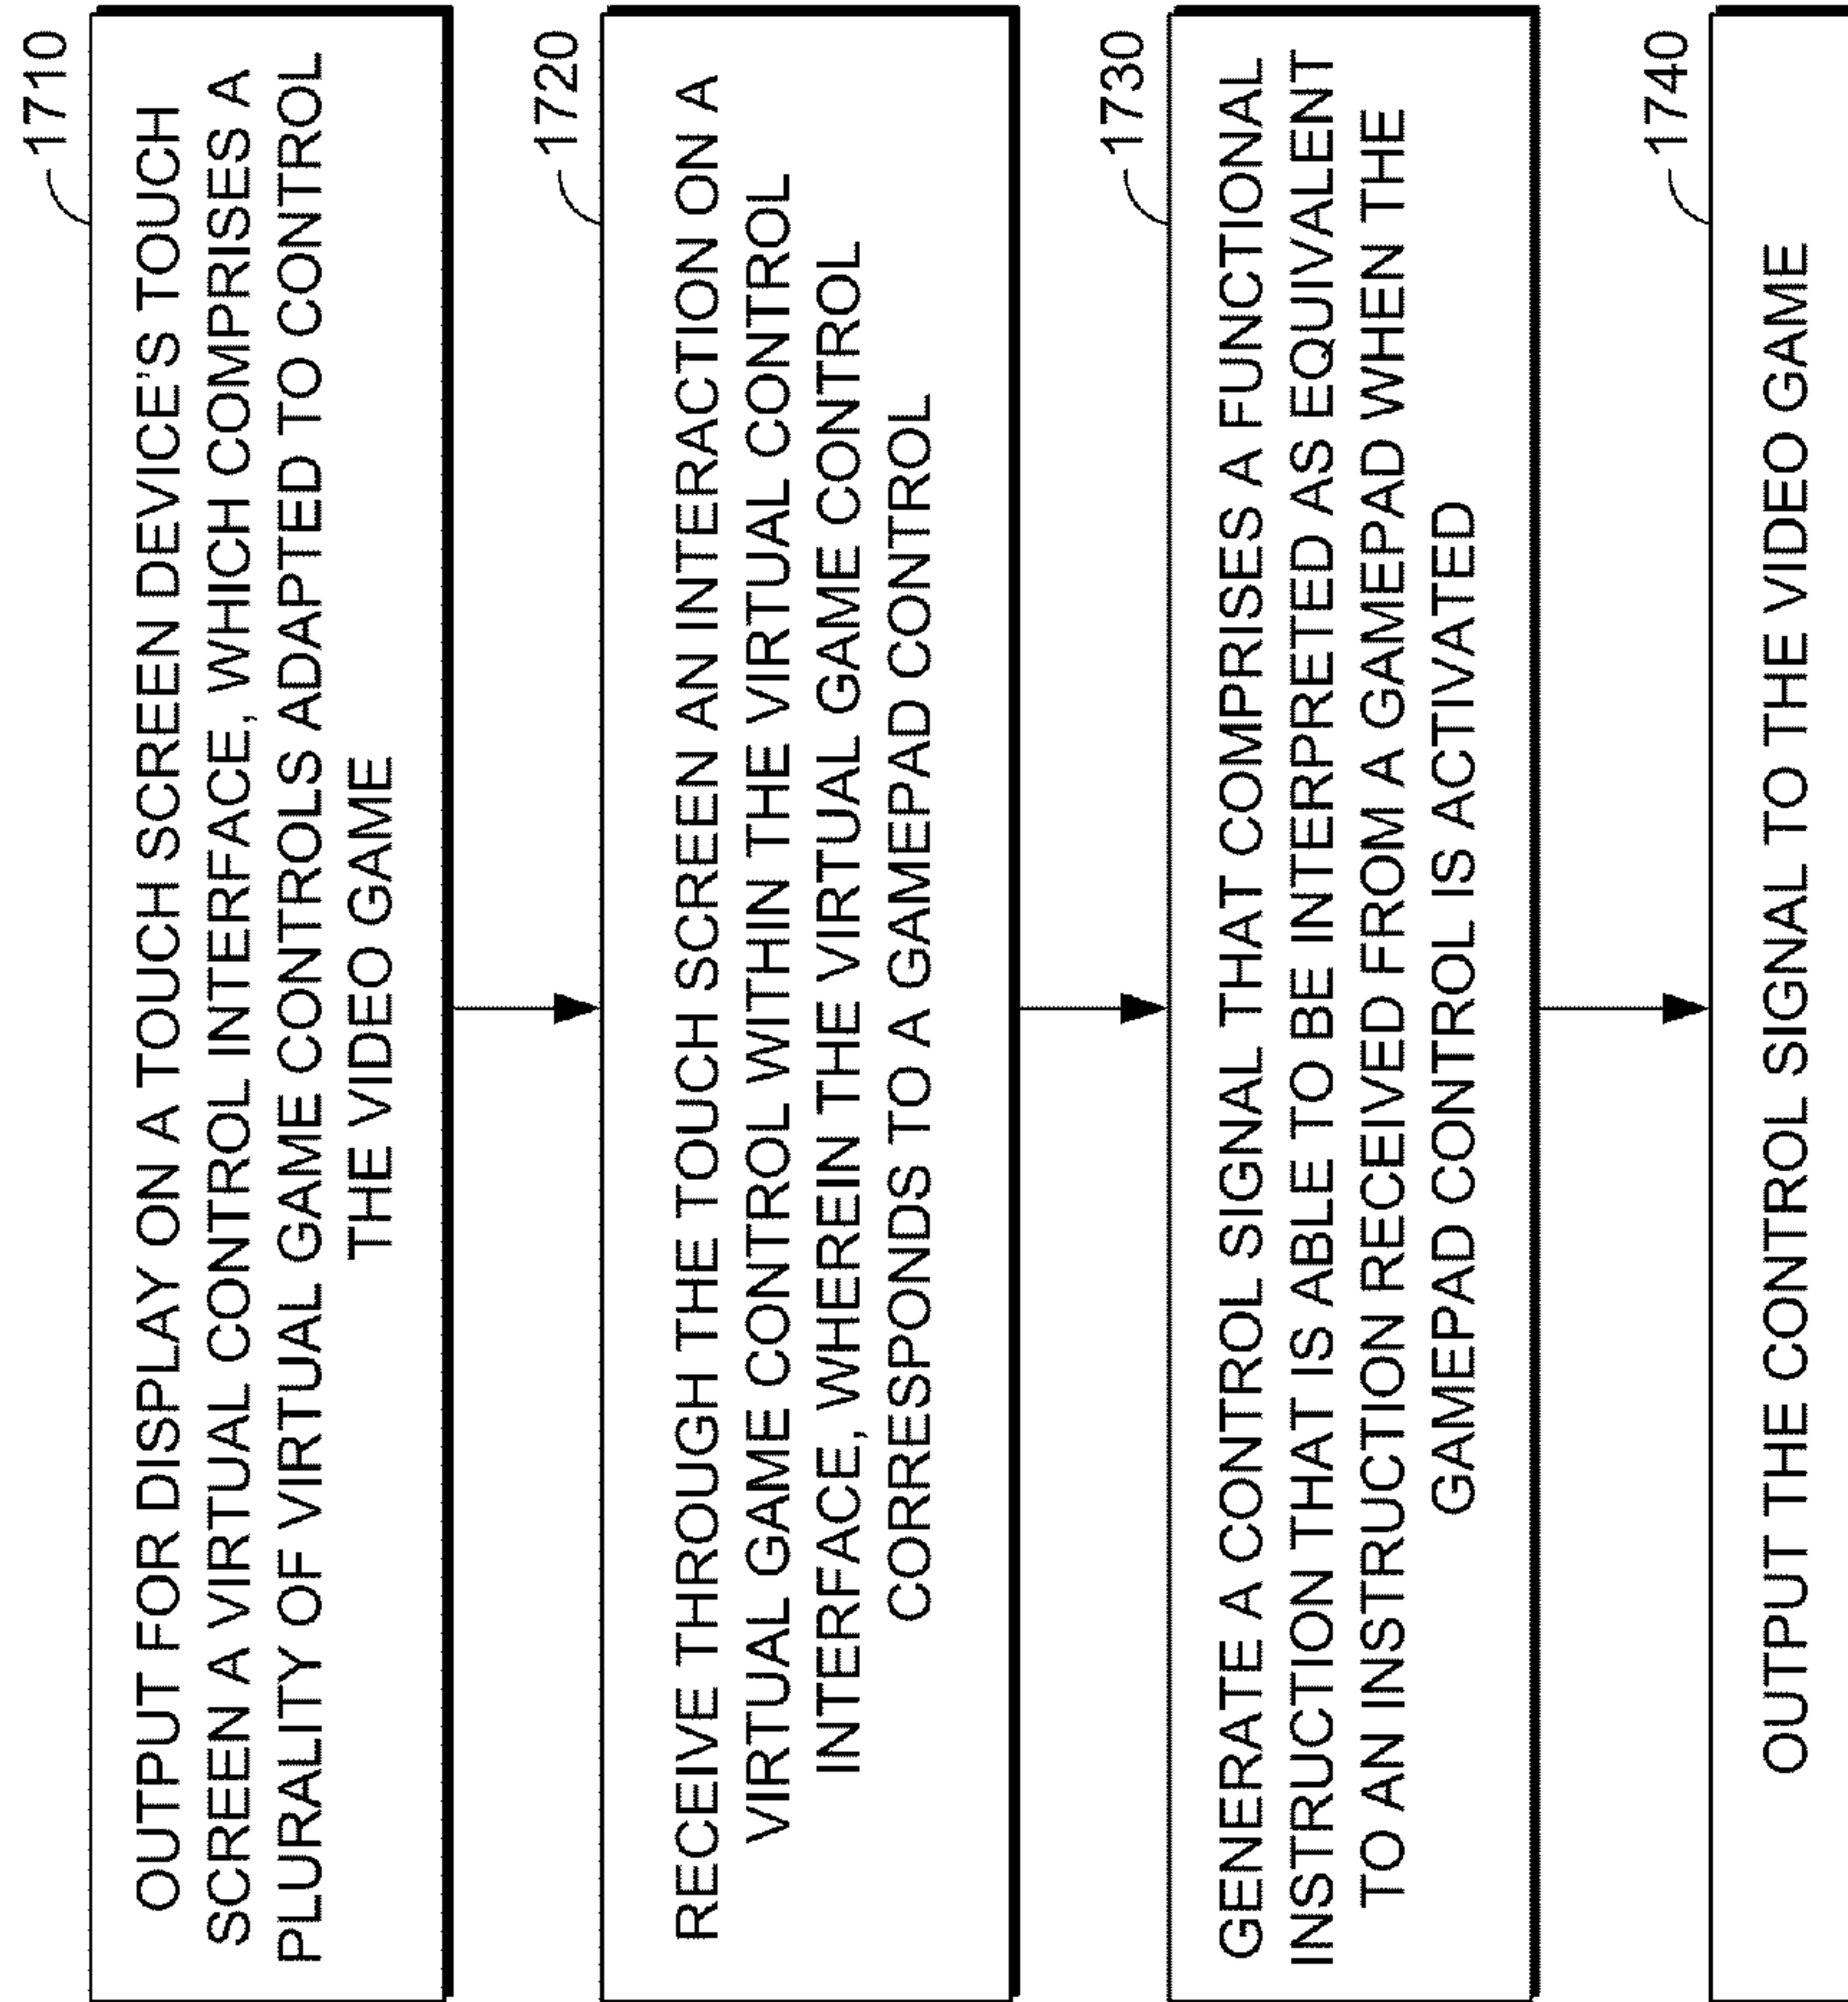 1710
OUTPUT FOR DISPLAY ON A TOUCH SCREEN DEVICE'S TOUCH
SCREEN A VIRTUAL CONTROL INTERFACE, WHICH COMPRISES A
PLURALITY OF VIRTUAL GAME CONTROLS ADAPTED TO CONTROL
THE VIDEO GAME
1720
RECEIVE THROUGH THE TOUCH SCREEN AN INTERACTION ON A
VIRTUAL GAME CONTROL WITHIN THE VIRTUAL CONTROL
INTERFACE, WHEREIN THE VIRTUAL GAME CONTROL
CORRESPONDS TO A GAMEPAD CONTROL
1730
GENERATE A CONTROL SIGNAL THAT COMPRISES A FUNCTIONAL
INSTRUCTION THAT IS ABLE TO BE INTERPRETED AS EQUIVALENT
TO AN INSTRUCTION RECEIVED FROM A GAMEPAD WHEN THE
GAMEPAD CONTROL IS ACTIVATED
1740
OUTPUT THE CONTROL SIGNAL TO THE VIDEO GAME